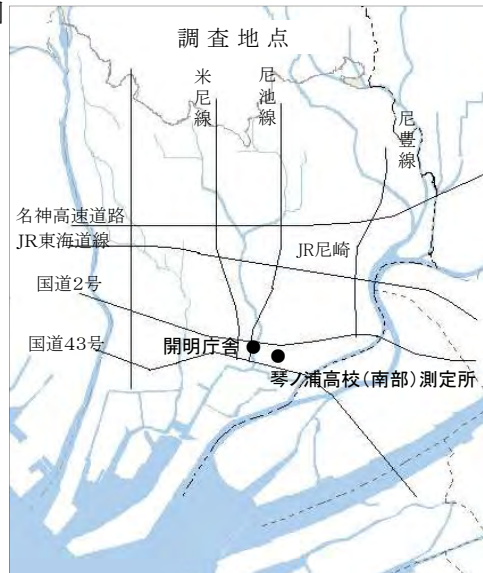 調査地点
米尼線
尼池線
尼豊線
名神高速道路
JR東海道線
JR尼崎
国道2号
国道43号
開明庁舎
琴ノ浦高校(南部)測定所